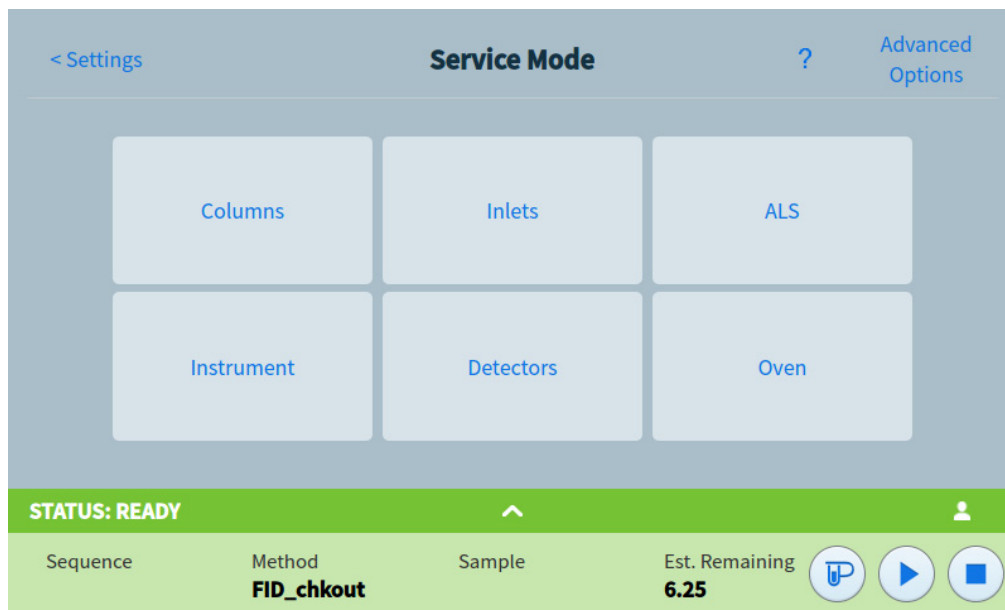 < Settings
Service Mode
?
Advanced
Options
Columns
Inlets
ALS
Instrument
Detectors
Oven
STATUS: READY
Sequence
Method
FID_chkout
Sample
Est. Remaining
6.25